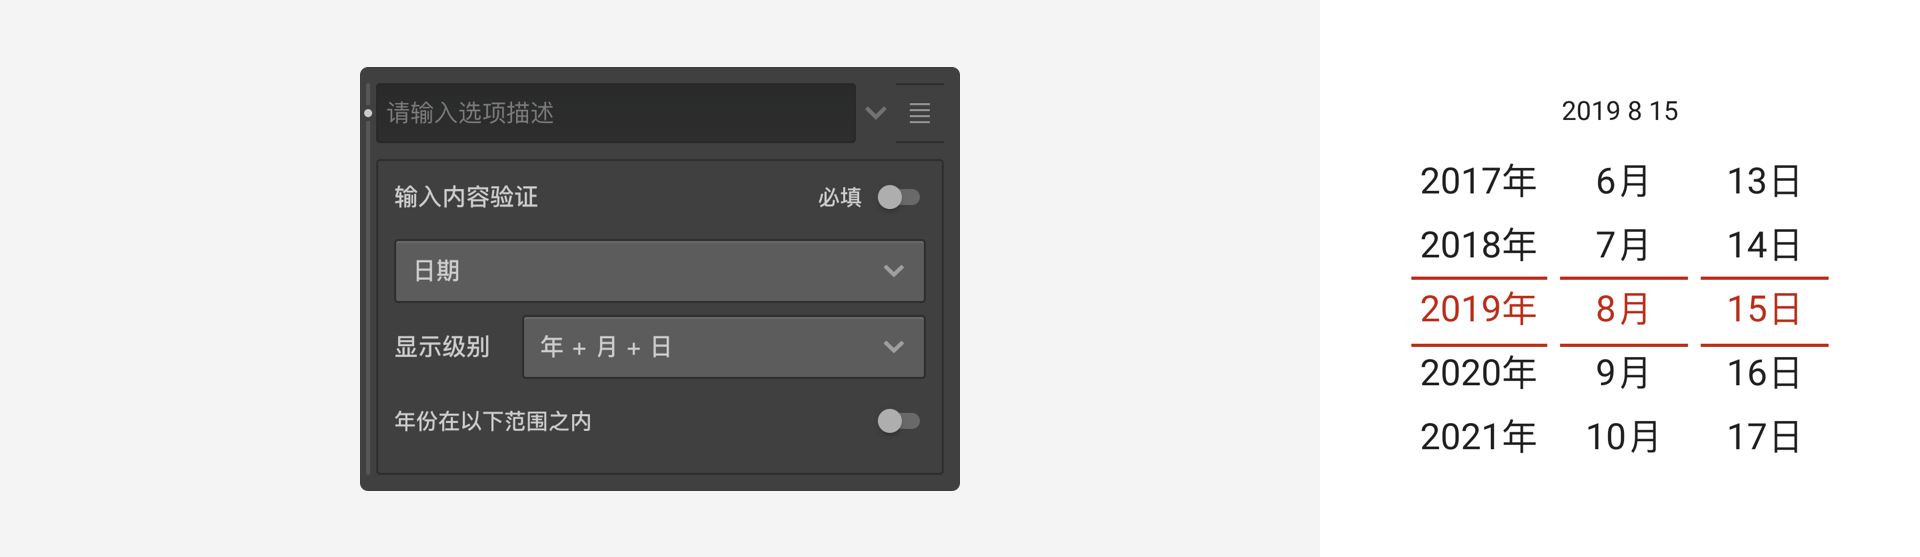 请输入选项描述
输入内容验证 必填
日期
显示级别 年 + 月 + 日
年份在以下范围之内
2019 8 15
2017年 6月 13日
2018年 7月 14日
2019年 8月 15日
2020年 9月 16日
2021年 10月 17日